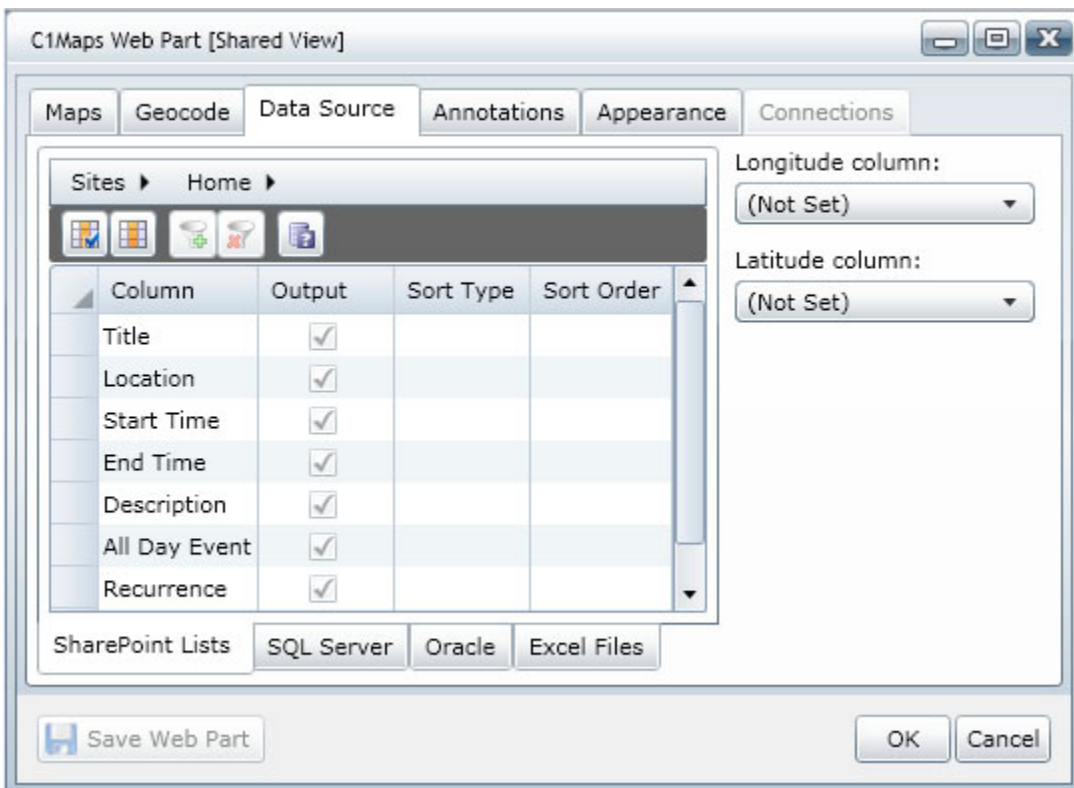 C1Maps Web Part [Shared View]
Maps Geocode Data Source Annotations Appearance Connections
Sites Home
Column Output Sort Type Sort Order
Title
Location
Start Time
End Time
Description
All Day Event
Recurrence
SharePoint Lists SQL Server Oracle Excel Files
Longitude column:
(Not Set)
Latitude column:
(Not Set)
Save Web Part OK Cancel